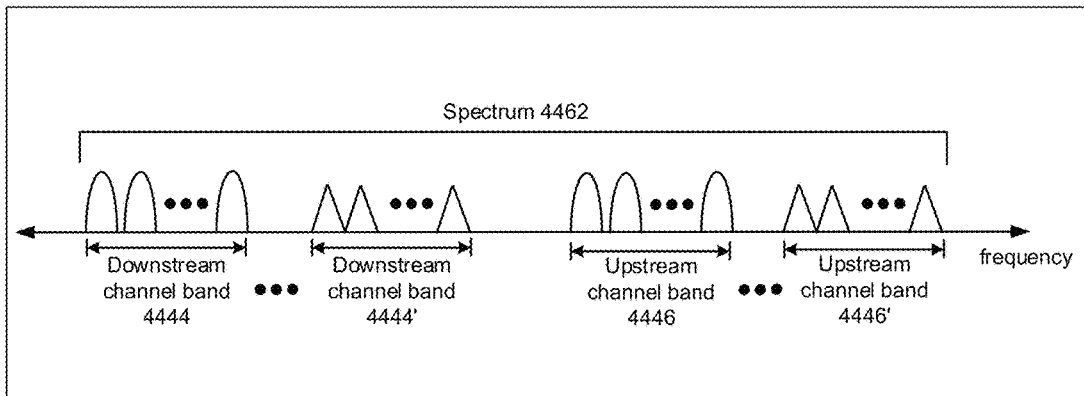 Spectrum 4462
frequency
Downstream
channel band
4444
Downstream
channel band
4444'
Upstream
channel band
4446
Upstream
channel band
4446'